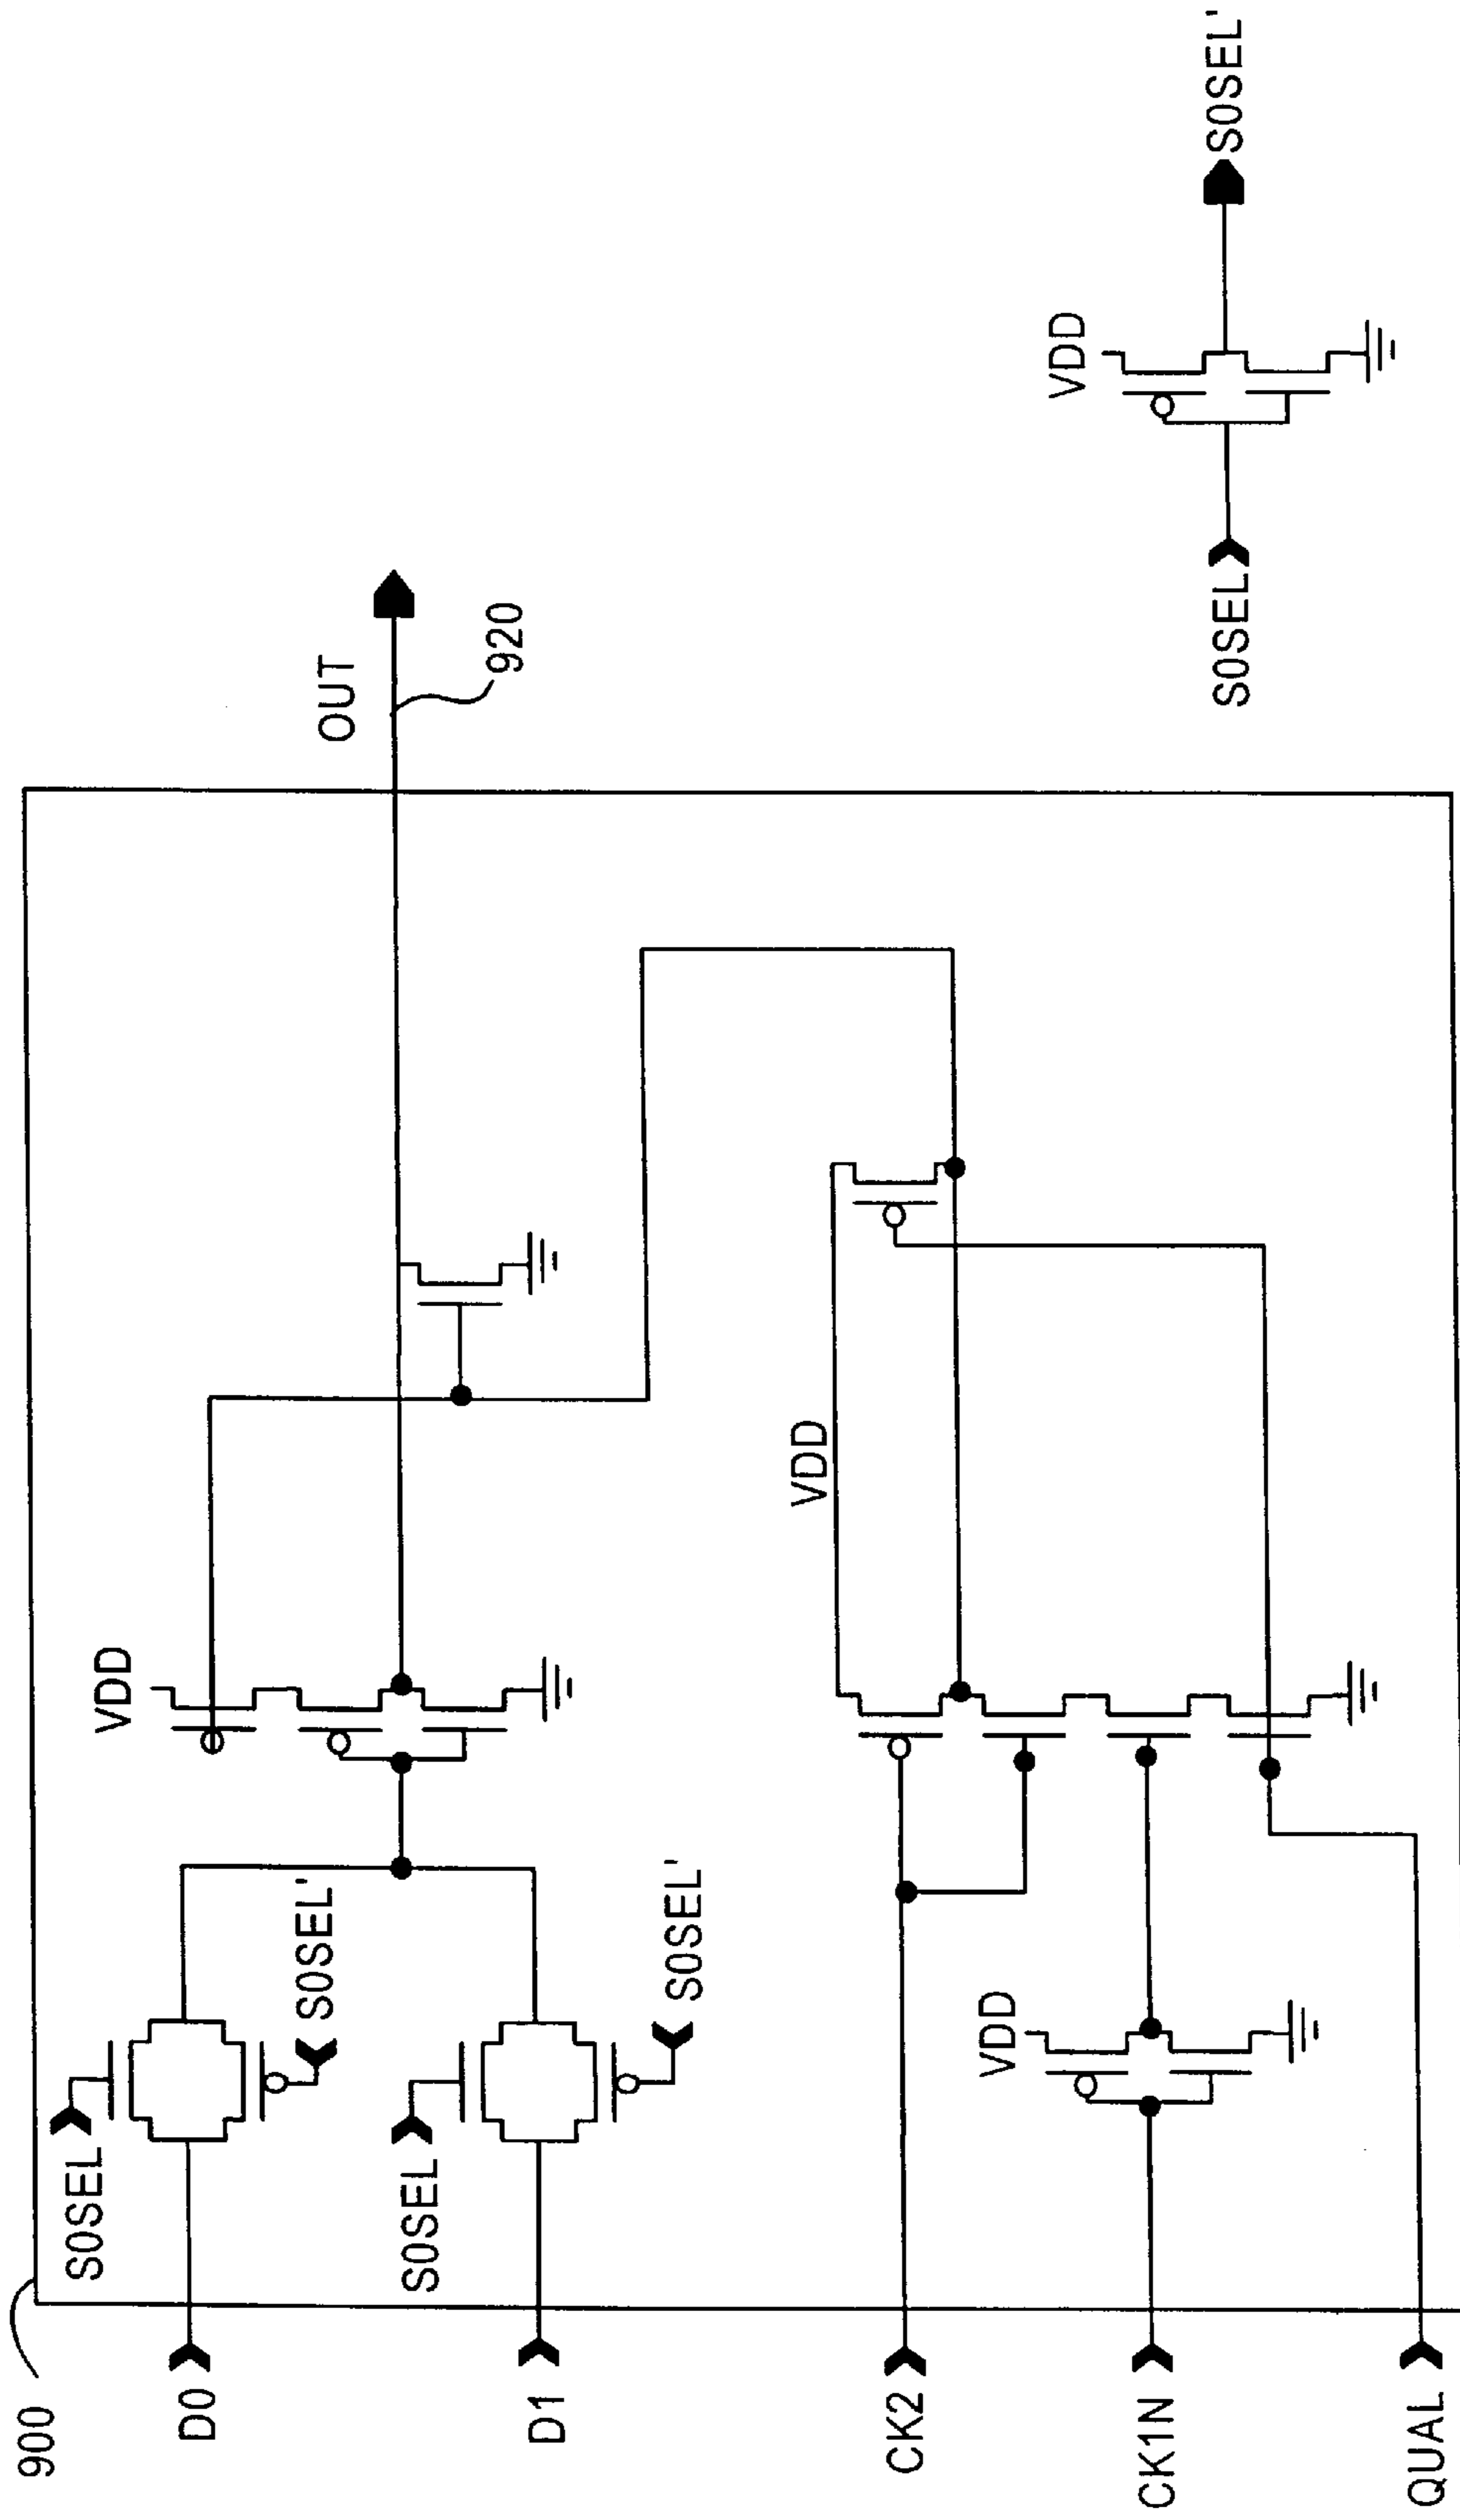 900
D0
D1
CK2
CK1N
QUAL
S0SEL
S0SEL'
S0SEL
S0SEL'
VDD
VDD
VDD
OUT
920
S0SEL
VDD
S0SEL'